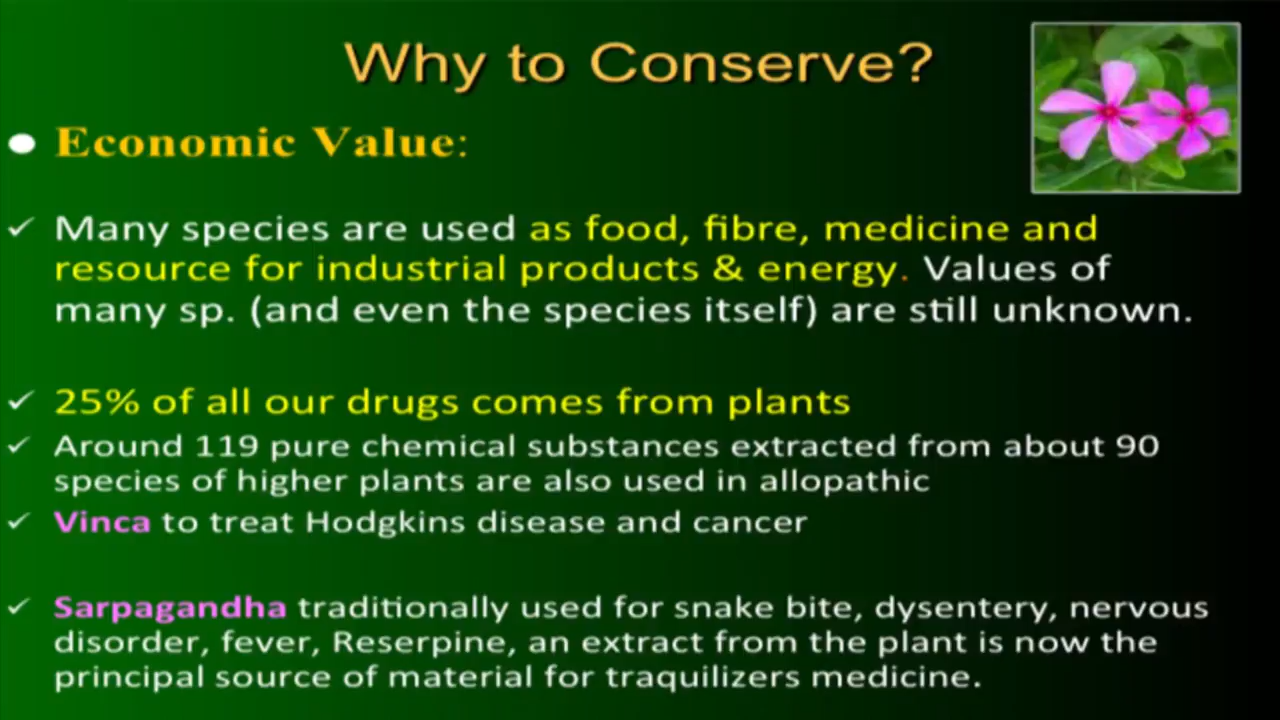 Why to Conserve?
Economic Value:
Many species are used as food, fibre, medicine and
resource for industrial products & energy. Values of
many sp. (and even the species itself) are still unknown.
25% of all our drugs comes from plants
Around 119 pure chemical substances extracted from about 90
species of higher plants are also used in allopathic
Vinca to treat Hodgkins disease and cancer
Sarpagandha traditionally used for snake bite, dysentery, nervous
disorder, fever, Reserpine, an extract from the plant is now the
principal source of material for traquilizers medicine.